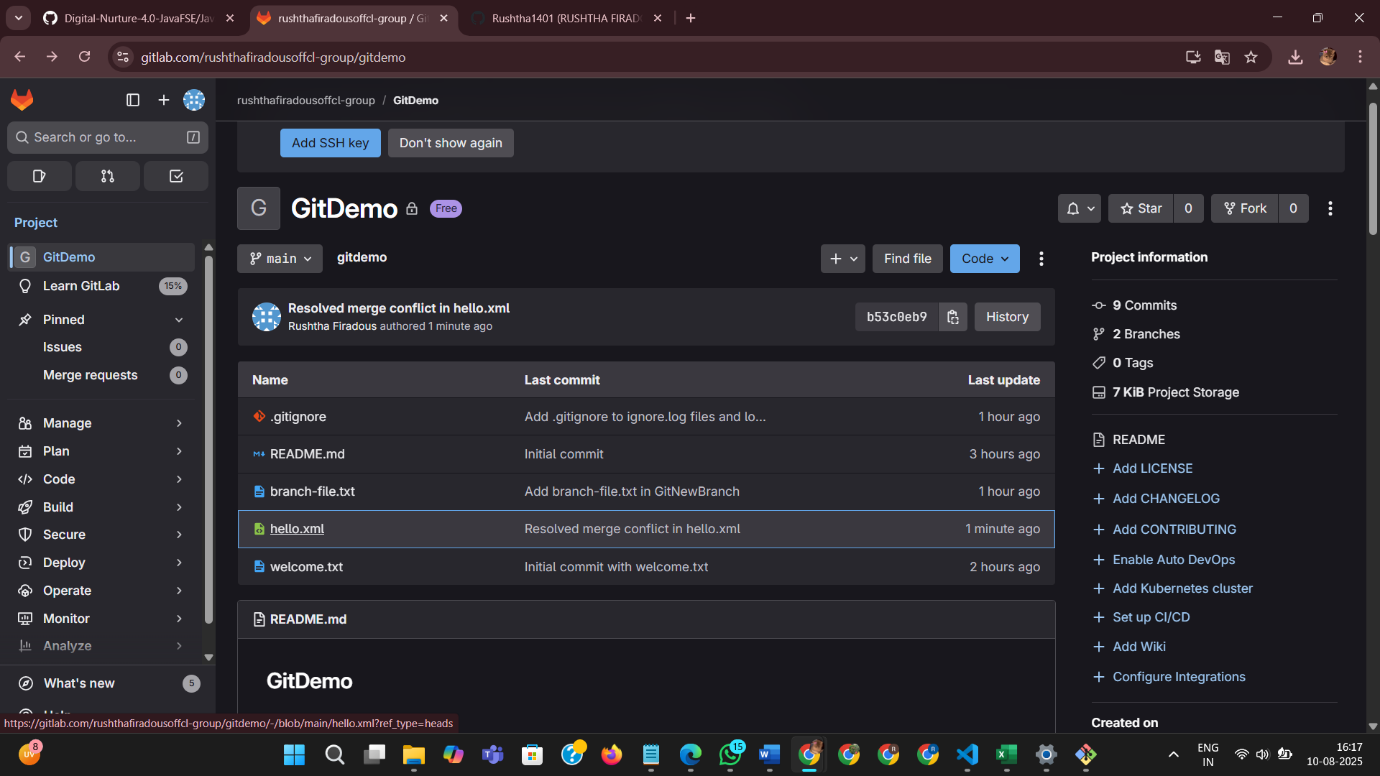 Digital-Nurture-4.0-JavaFSE/Jav
rushthafiradousoffcl-group / Gi
Rushtha1401 (RUSHTHA FIRAD
gitlab.com/rushthafiradousoffcl-group/gitdemo
rushthafiradousoffcl-group / GitDemo
Search or go to...
Add SSH key
Don't show again
G
GitDemo
Free
Star
0
Fork
0
Project
main
gitdemo
Find file
Code
Project information
G GitDemo
Learn GitLab
15%
Pinned
Issues
0
Merge requests
0
Manage
Plan
Code
Build
Secure
Deploy
Operate
Monitor
Analyze
What's new
5
Resolved merge conflict in hello.xml
Rushtha Firadous authored 1 minute ago
b53c0eb9
History
Name Last commit Last update
.gitignore Add .gitignore to ignore.log files and lo... 1 hour ago
README.md Initial commit 3 hours ago
branch-file.txt Add branch-file.txt in GitNewBranch 1 hour ago
hello.xml Resolved merge conflict in hello.xml 1 minute ago
welcome.txt Initial commit with welcome.txt 2 hours ago
README.md
GitDemo
9 Commits
2 Branches
0 Tags
7 KiB Project Storage
README
Add LICENSE
Add CHANGELOG
Add CONTRIBUTING
Enable Auto DevOps
Add Kubernetes cluster
Set up CI/CD
Add Wiki
Configure Integrations
Created on
https://gitlab.com/rushthafiradousoffcl-group/gitdemo/-/blob/main/hello.xml?ref_type=heads
UV
8
15
ENG
IN
16:17
10-08-2025